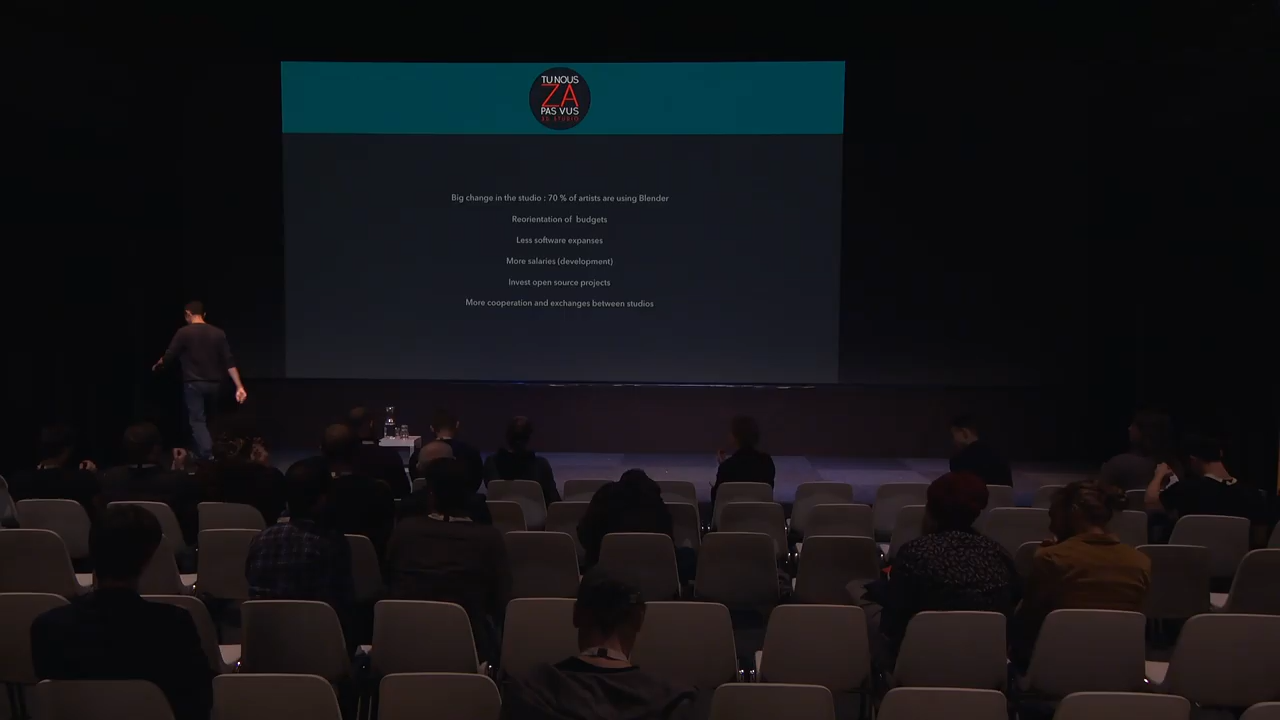 TU NOUS
ZA
PAS VUS
3D STUDIO
Big change in the studio : 70 % of artists are using Blender
Reorientation of  budgets
Less software expanses
More salaries (development)
Invest open source projects
More cooperation and exchanges between studios